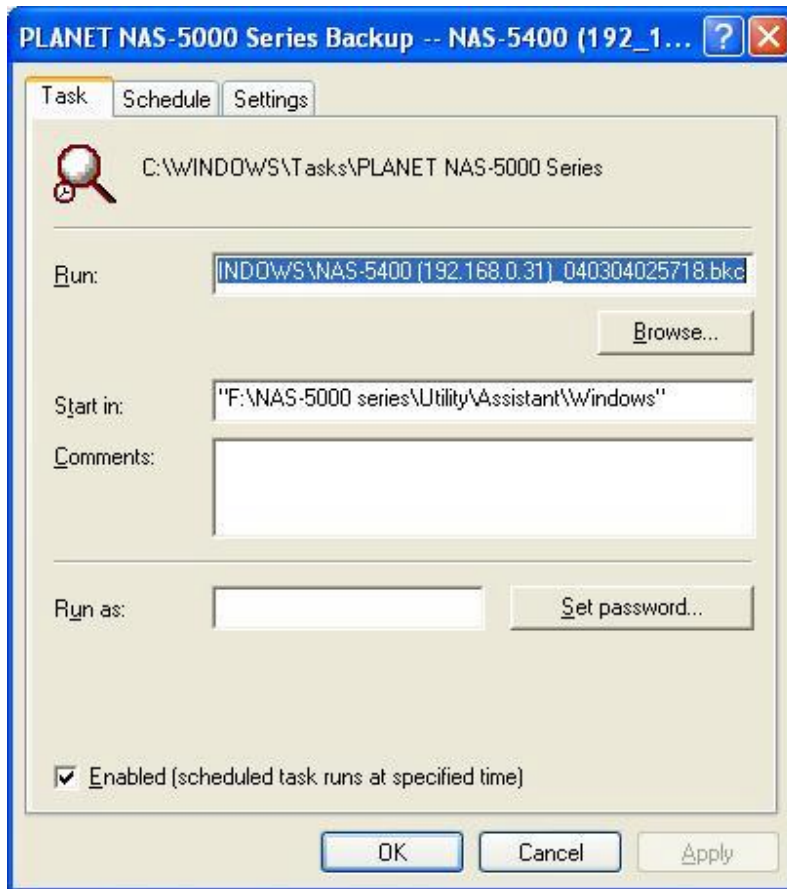 PLANET NAS-5000 Series Backup -- NAS-5400 (192_1...
Task Schedule Settings
C:\WINDOWS\Tasks\PLANET NAS-5000 Series
Run: INDOWS\NAS-5400 (192.168.0.31)_040304025718.bkc
Browse...
Start in: "F:\NAS-5000 series\Utility\Assistant\Windows"
Comments:
Run as: Set password...
Enabled (scheduled task runs at specified time)
OK Cancel Apply